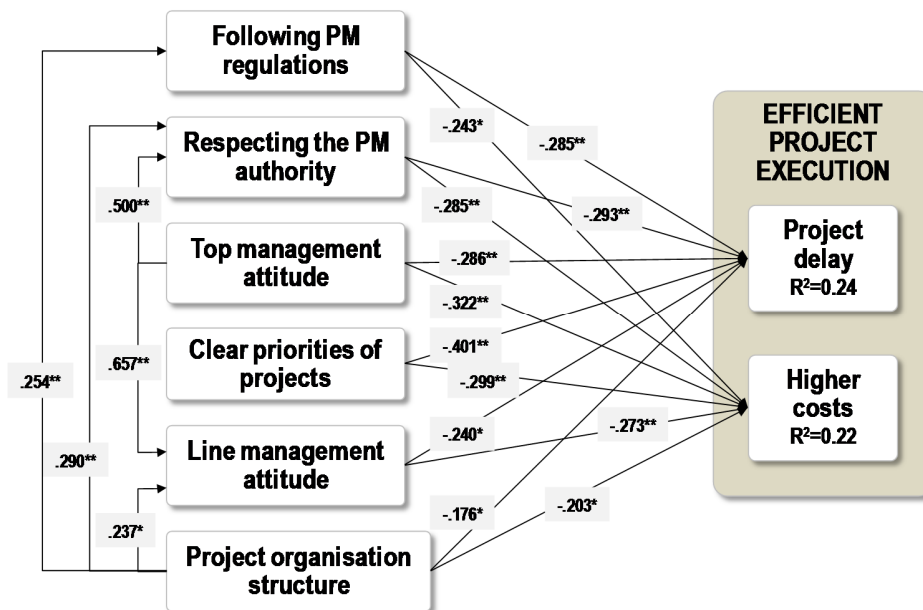 Following PM
regulations
Respecting the PM
authority
Top management
attitude
Clear priorities of
projects
Line management
attitude
Project organisation
structure
.500**
.657**
.254**
.290**
.237*
-.243*
-.285**
-.285**
-.293**
-.286**
-.322**
-.401**
-.299**
-.240*
-.273**
-.176*
-.203*
EFFICIENT
PROJECT
EXECUTION
Project
delay
R²=0.24
Higher
costs
R²=0.22